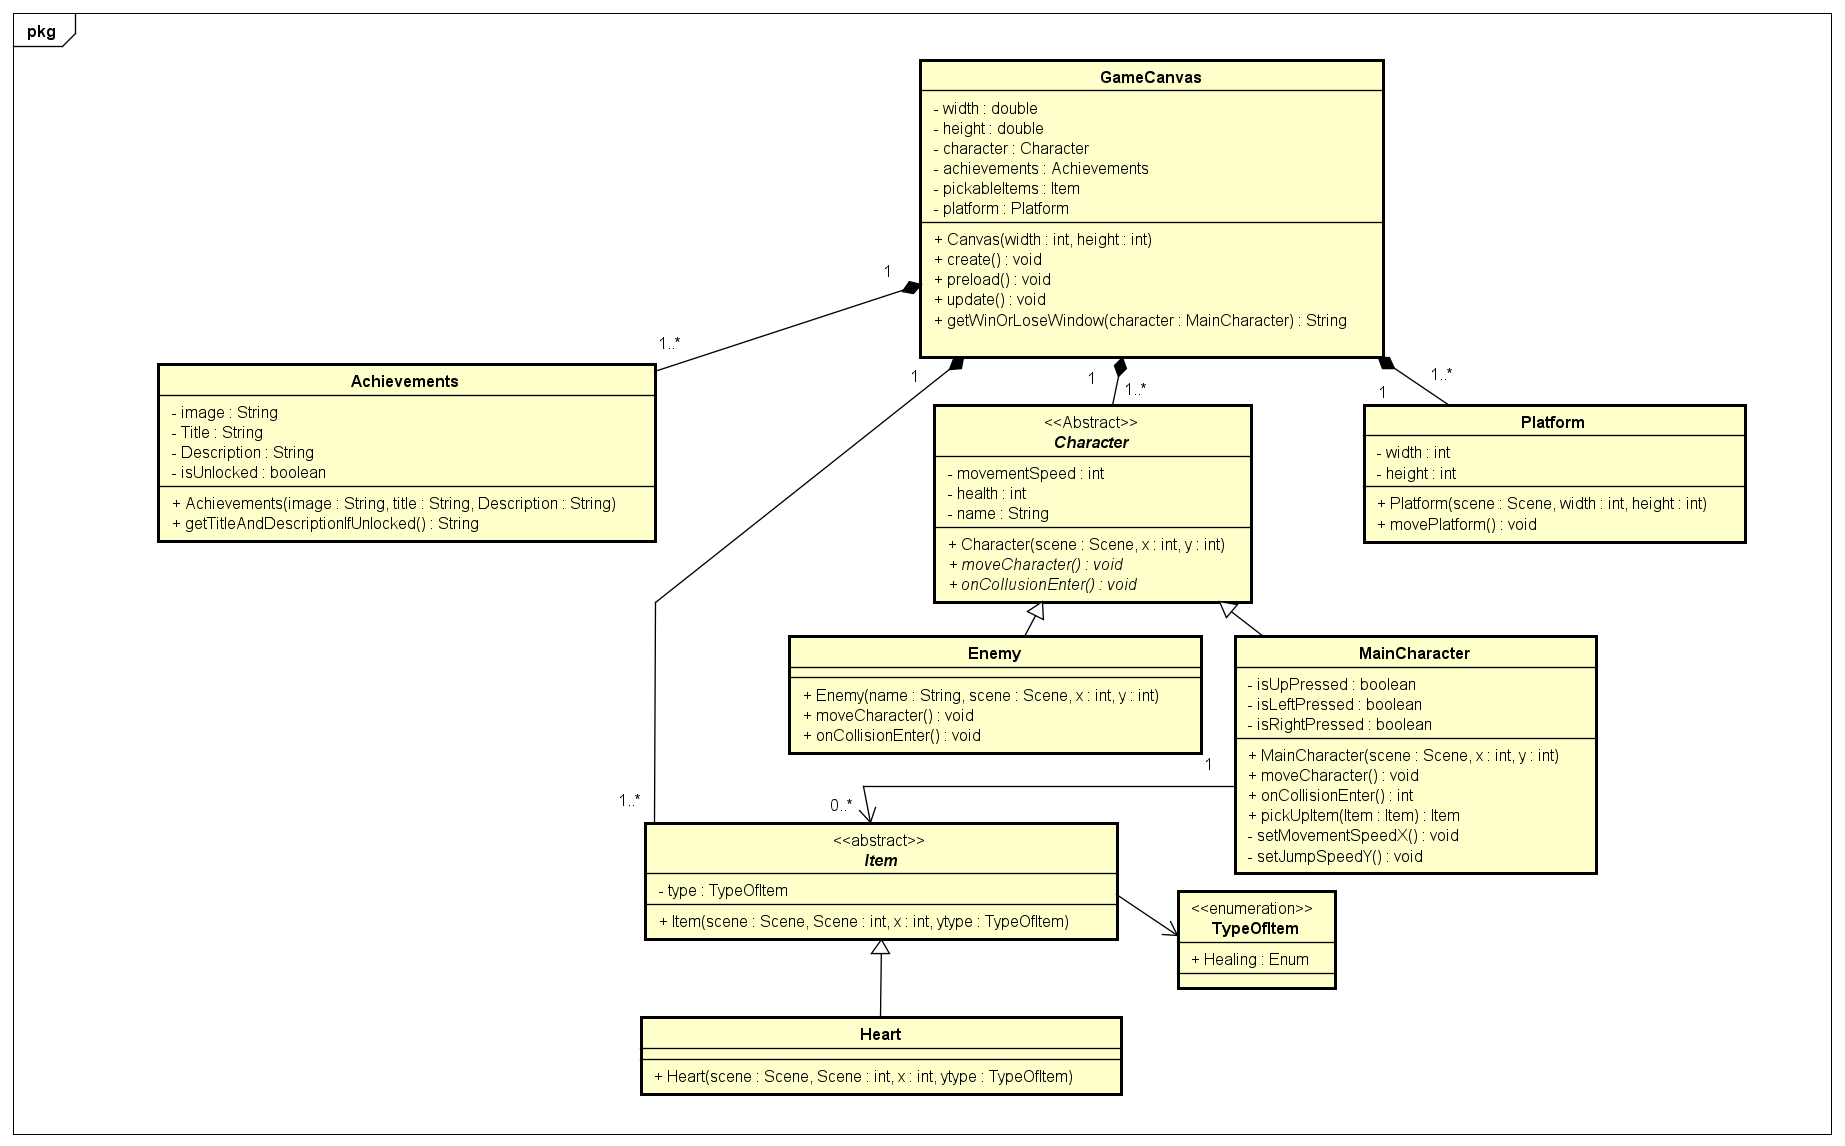 pkg
GameCanvas
- width : double
- height : double
- character : Character
- achievements : Achievements
- pickableItems : Item
- platform : Platform
+ Canvas(width : int, height : int)
+ create() : void
+ preload() : void
+ update() : void
+ getWinOrLoseWindow(character : MainCharacter) : String
1
1..*
1
1
1..*
1..*
1
Achievements
- image : String
- Title : String
- Description : String
- isUnlocked : boolean
+ Achievements(image : String, title : String, Description : String)
+ getTitleAndDescriptionIfUnlocked() : String
<<Abstract>>
Character
- movementSpeed : int
- health : int
- name : String
+ Character(scene : Scene, x : int, y : int)
+ moveCharacter() : void
+ onCollusionEnter() : void
Platform
- width : int
- height : int
+ Platform(scene : Scene, width : int, height : int)
+ movePlatform() : void
Enemy
+ Enemy(name : String, scene : Scene, x : int, y : int)
+ moveCharacter() : void
+ onCollisionEnter() : void
MainCharacter
- isUpPressed : boolean
- isLeftPressed : boolean
- isRightPressed : boolean
+ MainCharacter(scene : Scene, x : int, y : int)
+ moveCharacter() : void
+ onCollisionEnter() : int
+ pickUpItem(Item : Item) : Item
- setMovementSpeedX() : void
- setJumpSpeedY() : void
1
0..*
1..*
<<abstract>>
Item
- type : TypeOfItem
+ Item(scene : Scene, Scene : int, x : int, ytype : TypeOfItem)
<<enumeration>>
TypeOfItem
+ Healing : Enum
Heart
+ Heart(scene : Scene, Scene : int, x : int, ytype : TypeOfItem)